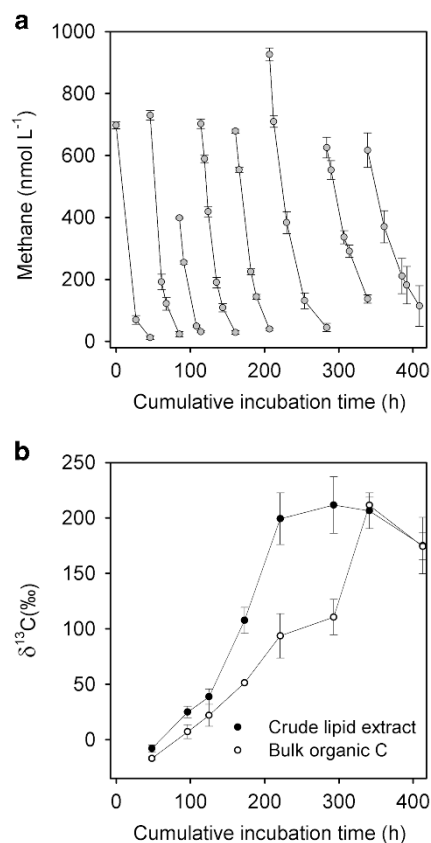 a
1000
800
600
400
200
0
Methane (nmol L⁻¹)
0 100 200 300 400
Cumulative incubation time (h)
b
250
200
150
100
50
0
δ¹³C(‰)
Crude lipid extract
Bulk organic C
0 100 200 300 400
Cumulative incubation time (h)